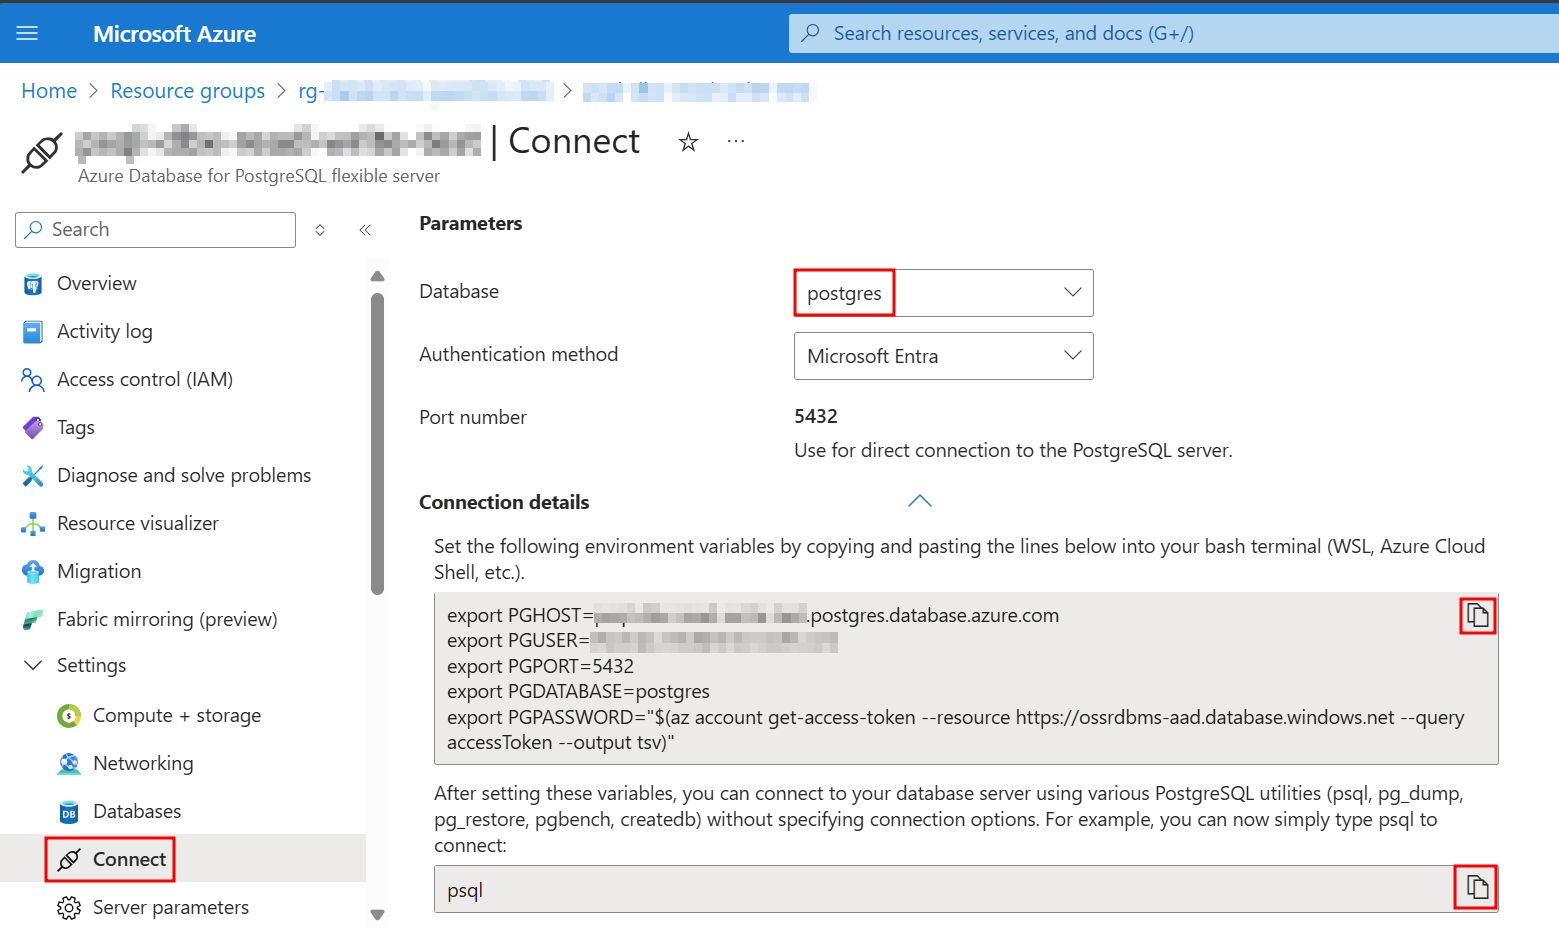 Microsoft Azure
Search resources, services, and docs (G+/)
Home > Resource groups > rg- >
| Connect
Azure Database for PostgreSQL flexible server
Search
Overview
Activity log
Access control (IAM)
Tags
Diagnose and solve problems
Resource visualizer
Migration
Fabric mirroring (preview)
Settings
Compute + storage
Networking
Databases
Connect
Server parameters
Parameters
Database
postgres
Authentication method
Microsoft Entra
Port number
5432
Use for direct connection to the PostgreSQL server.
Connection details
Set the following environment variables by copying and pasting the lines below into your bash terminal (WSL, Azure Cloud
Shell, etc.).
export PGHOST= .postgres.database.azure.com
export PGUSER=
export PGPORT=5432
export PGDATABASE=postgres
export PGPASSWORD="$(az account get-access-token --resource https://ossrdbms-aad.database.windows.net --query
accessToken --output tsv)"
After setting these variables, you can connect to your database server using various PostgreSQL utilities (psql, pg_dump,
pg_restore, pgbench, createdb) without specifying connection options. For example, you can now simply type psql to
connect:
psql